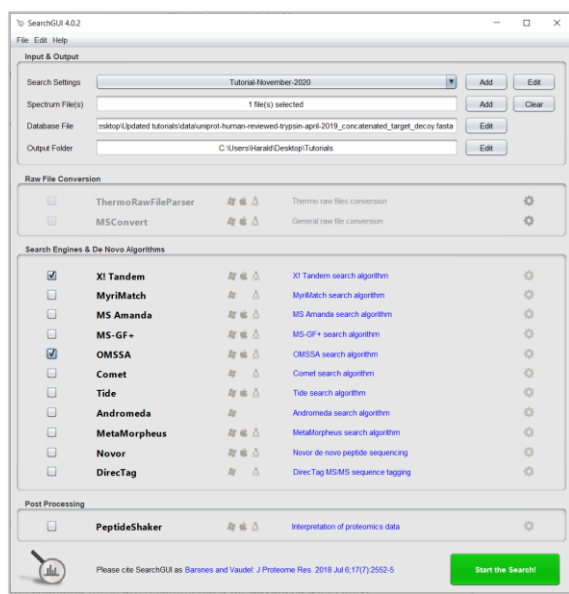 SearchGUI 4.0.2
File Edit Help
Input & Output
Search Settings Tutorial-November-2020 Add Edit
Spectrum File(s) 1 file(s) selected Add Clear
Database File esktop\Updated tutorials\data\uniprot-human-reviewed-trypsin-april-2019_concatenated_target_decoy.fasta Edit
Output Folder C:\Users\Harald\Desktop\Tutorials Edit
Raw File Conversion
ThermoRawFileParser Thermo raw files conversion
MSConvert General raw file conversion
Search Engines & De Novo Algorithms
X! Tandem X! Tandem search algorithm
MyriMatch MyriMatch search algorithm
MS Amanda MS Amanda search algorithm
MS-GF+ MS-GF+ search algorithm
OMSSA OMSSA search algorithm
Comet Comet search algorithm
Tide Tide search algorithm
Andromeda Andromeda search algorithm
MetaMorpheus MetaMorpheus search algorithm
Novor Novor de novo peptide sequencing
DirecTag DirecTag MS/MS sequence tagging
Post Processing
PeptideShaker Interpretation of proteomics data
Please cite SearchGUI as Barsnes and Vaudel: J Proteome Res. 2018 Jul 6;17(7):2552-5 Start the Search!